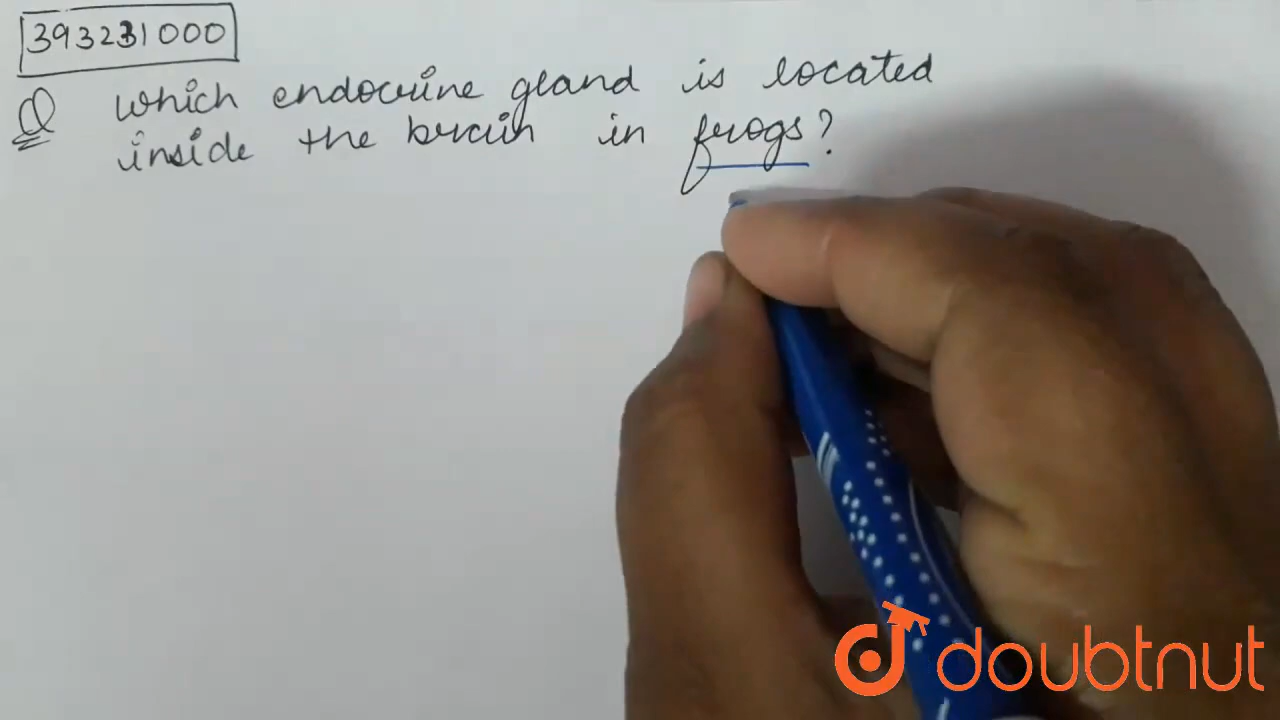 393231000
Q which endocrine gland is located
inside the brain in frogs?
doubtnut